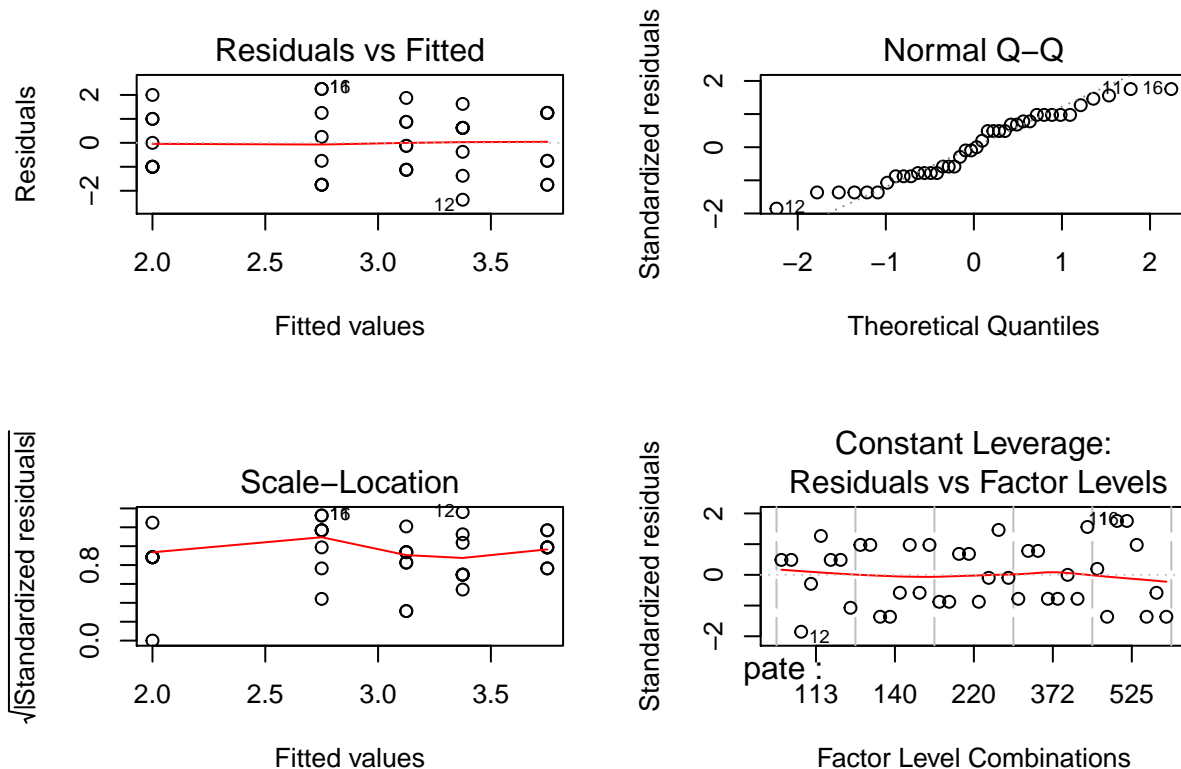 Residuals vs Fitted
Residuals
2
0
−2
16
11
12
2.0 2.5 3.0 3.5
Fitted values
Normal Q−Q
Standardized residuals
2
0
−2
11 16
12
−2 −1 0 1 2
Theoretical Quantiles
Scale−Location
√|Standardized residuals|
0.8
0.0
16
11
12
2.0 2.5 3.0 3.5
Fitted values
Constant Leverage:
Residuals vs Factor Levels
Standardized residuals
2
0
−2
11
16
12
pate :
113 140 220 372 525
Factor Level Combinations